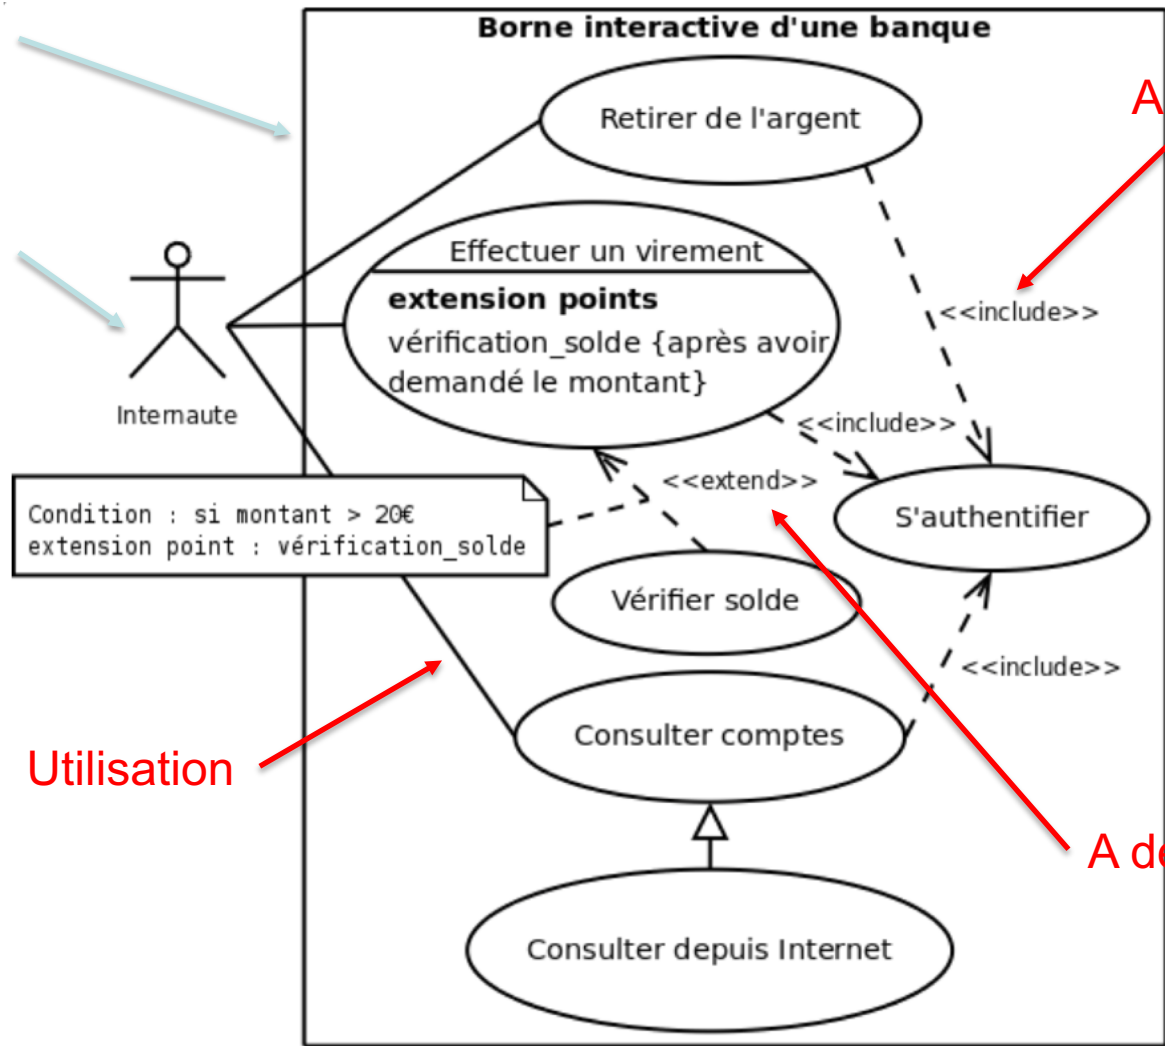 Borne interactive d'une banque
Retirer de l'argent
A
Effectuer un virement
extension points
vérification_solde {après avoir
demandé le montant}
<<include>>
Internaute
<<include>>
<<extend>>
Condition : si montant > 20€
extension point : vérification_solde
S'authentifier
Vérifier solde
<<include>>
Consulter comptes
Utilisation
A de
Consulter depuis Internet